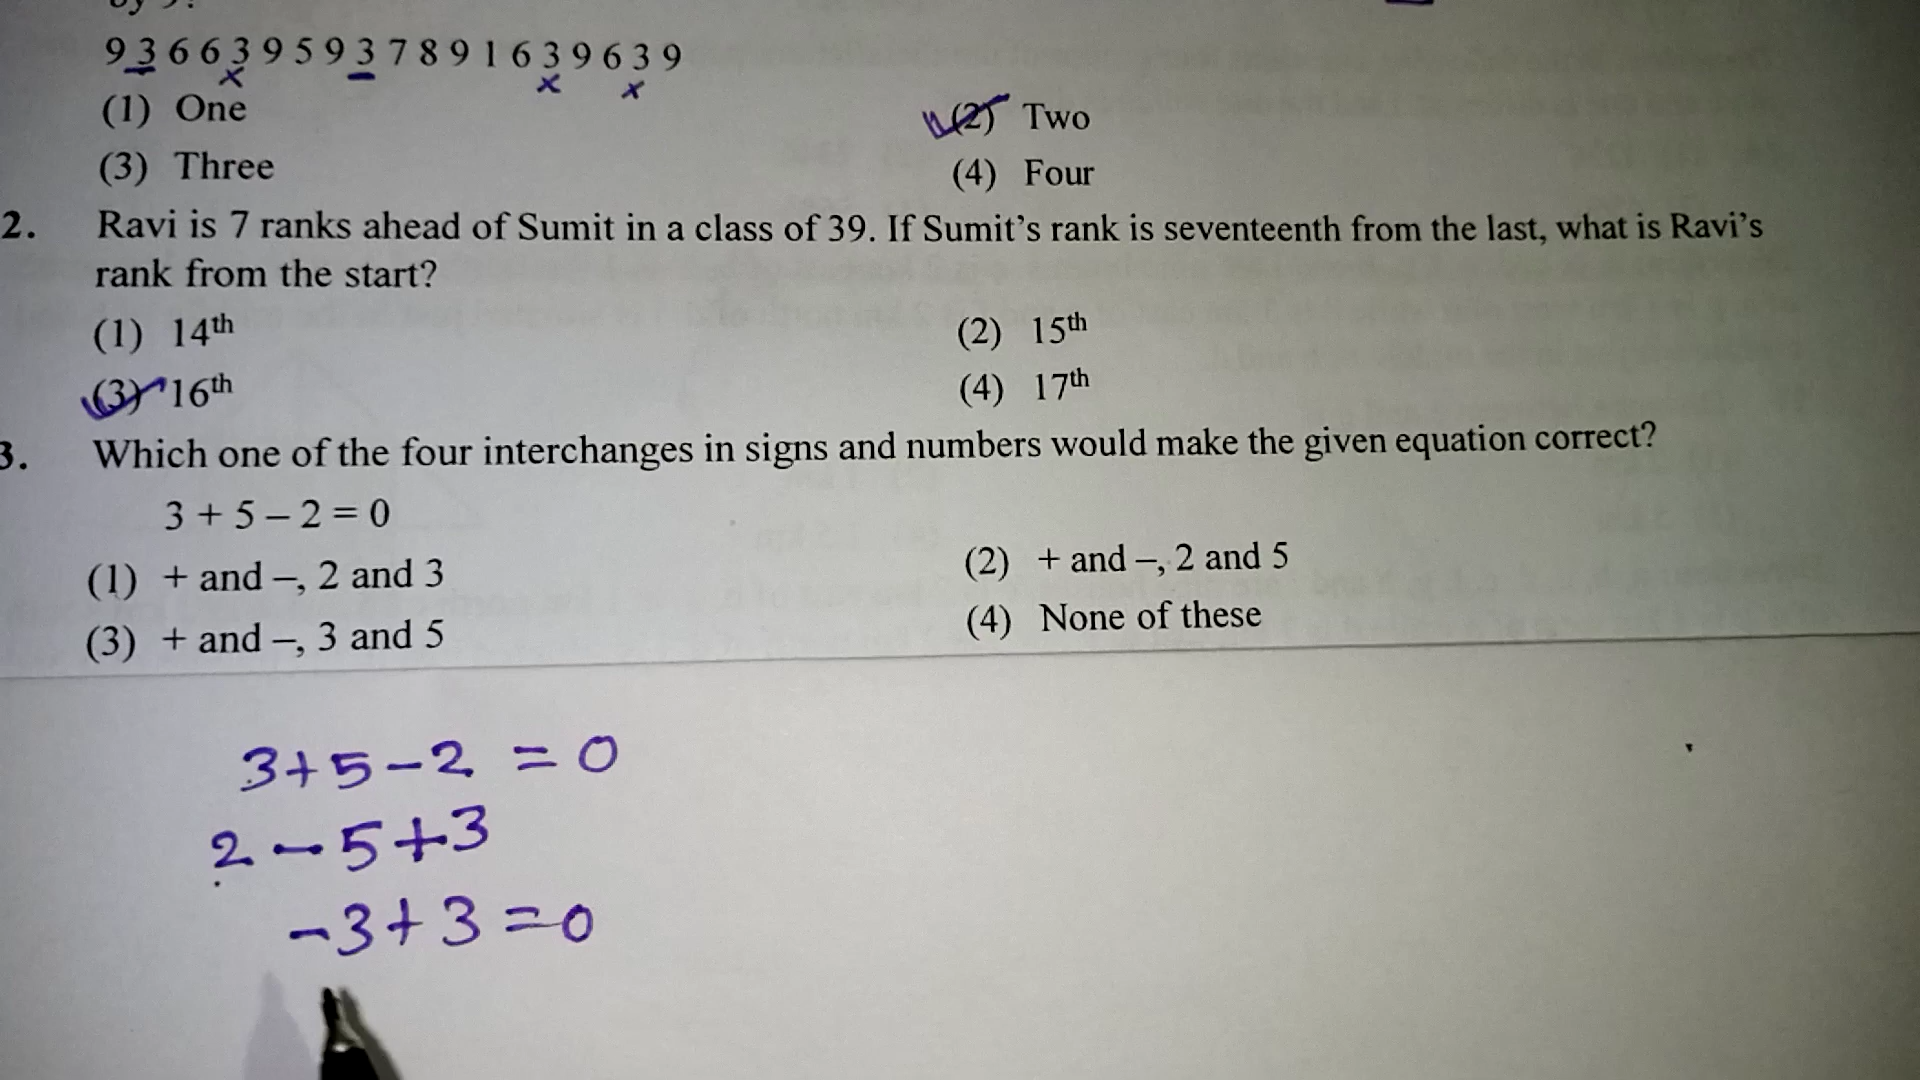 by 9?
9 3 6 6 3 9 5 9 3 7 8 9 1 6 3 9 6 3 9
(1) One
(2) Two
(3) Three
(4) Four
2. Ravi is 7 ranks ahead of Sumit in a class of 39. If Sumit’s rank is seventeenth from the last, what is Ravi’s
rank from the start?
(1) 14th
(2) 15th
(3) 16th
(4) 17th
3. Which one of the four interchanges in signs and numbers would make the given equation correct?
3 + 5 – 2 = 0
(1) + and –, 2 and 3
(2) + and –, 2 and 5
(3) + and –, 3 and 5
(4) None of these
3+5-2 = 0
2-5+3
-3+3=0